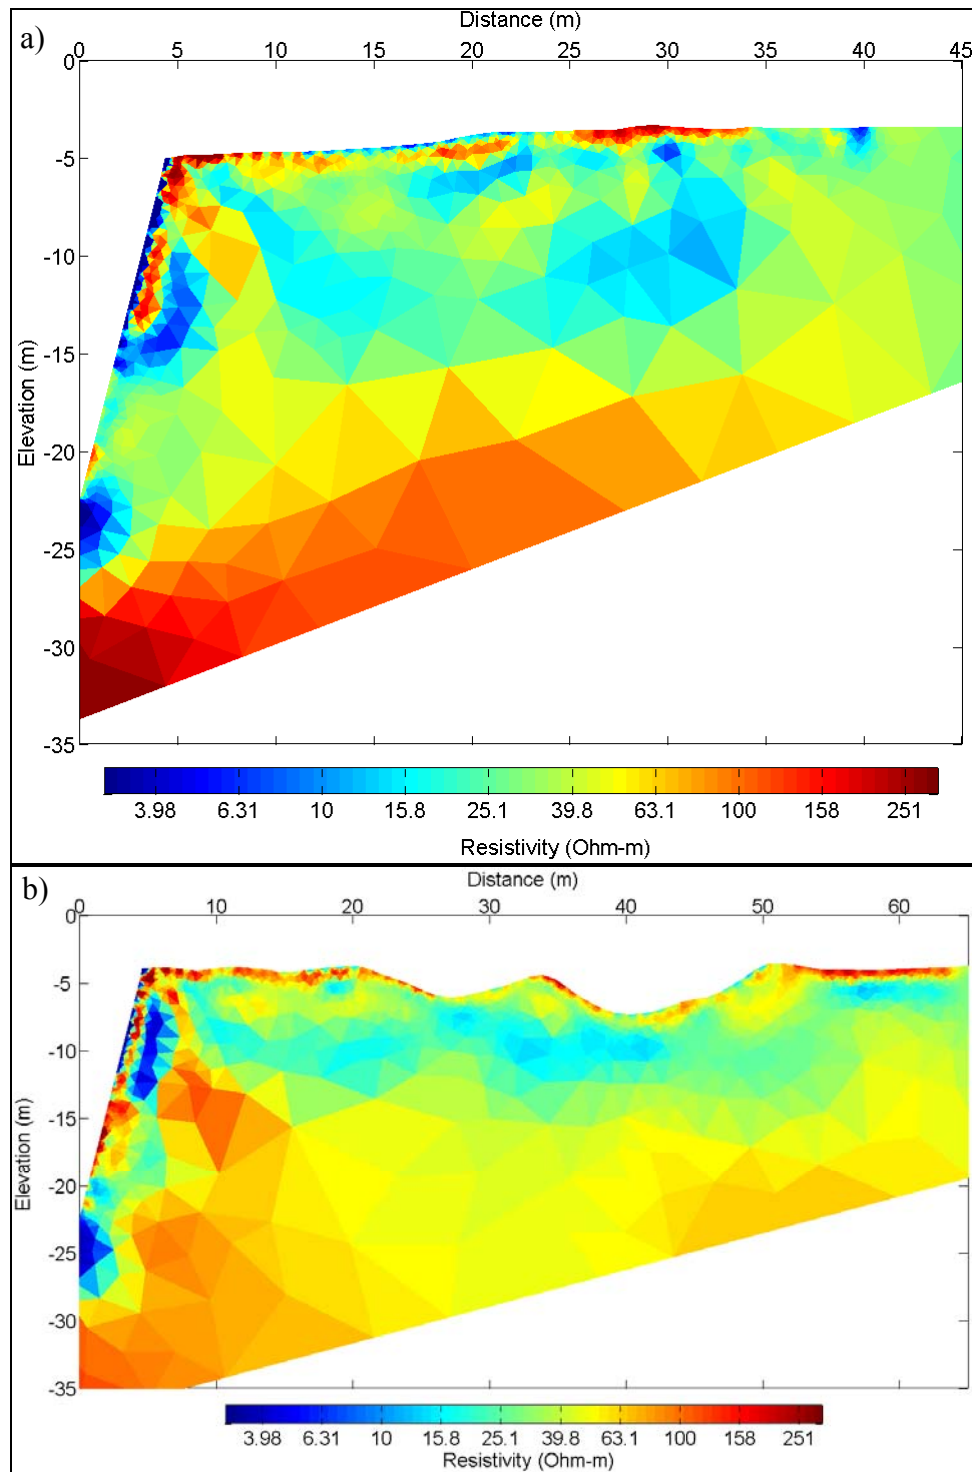 a)
Distance (m)
0 5 10 15 20 25 30 35 40 45
0
-5
-10
-15
-20
-25
-30
-35
Elevation (m)
3.98 6.31 10 15.8 25.1 39.8 63.1 100 158 251
Resistivity (Ohm-m)
b)
Distance (m)
0 10 20 30 40 50 60
0
-5
-10
-15
-20
-25
-30
-35
Elevation (m)
3.98 6.31 10 15.8 25.1 39.8 63.1 100 158 251
Resistivity (Ohm-m)